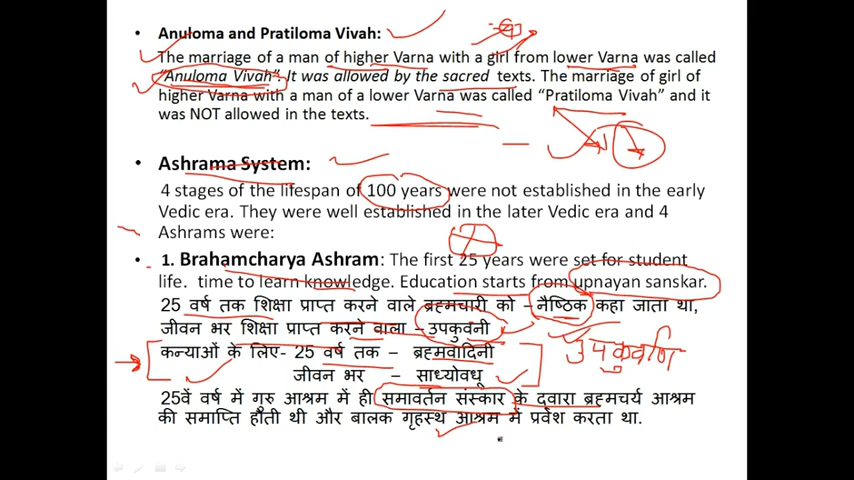 • Anuloma and Pratiloma Vivah:
The marriage of a man of higher Varna with a girl from lower Varna was called
"Anuloma Vivah". It was allowed by the sacred texts. The marriage of girl of
higher Varna with a man of a lower Varna was called "Pratiloma Vivah" and it
was NOT allowed in the texts.
• Ashrama System:
4 stages of the lifespan of 100 years were not established in the early
Vedic era. They were well established in the later Vedic era and 4
Ashrams were:
• 1. Brahamcharya Ashram: The first 25 years were set for student
life. time to learn knowledge. Education starts from upnayan sanskar.
25 वर्ष तक शिक्षा प्राप्त करने वाले ब्रह्मचारी को – नैष्ठिक कहा जाता था,
जीवन भर शिक्षा प्राप्त करने वाला – उपकुर्वनी
कन्याओं के लिए- 25 वर्ष तक – ब्रह्मवादिनी
उपकुर्वाण
जीवन भर – साध्योवधू
25वें वर्ष में गुरु आश्रम में ही समावर्तन संस्कार के दवारा ब्रह्मचर्य आश्रम
की समाप्ति होती थी और बालक गृहस्थ आश्रम में प्रवेश करता था.